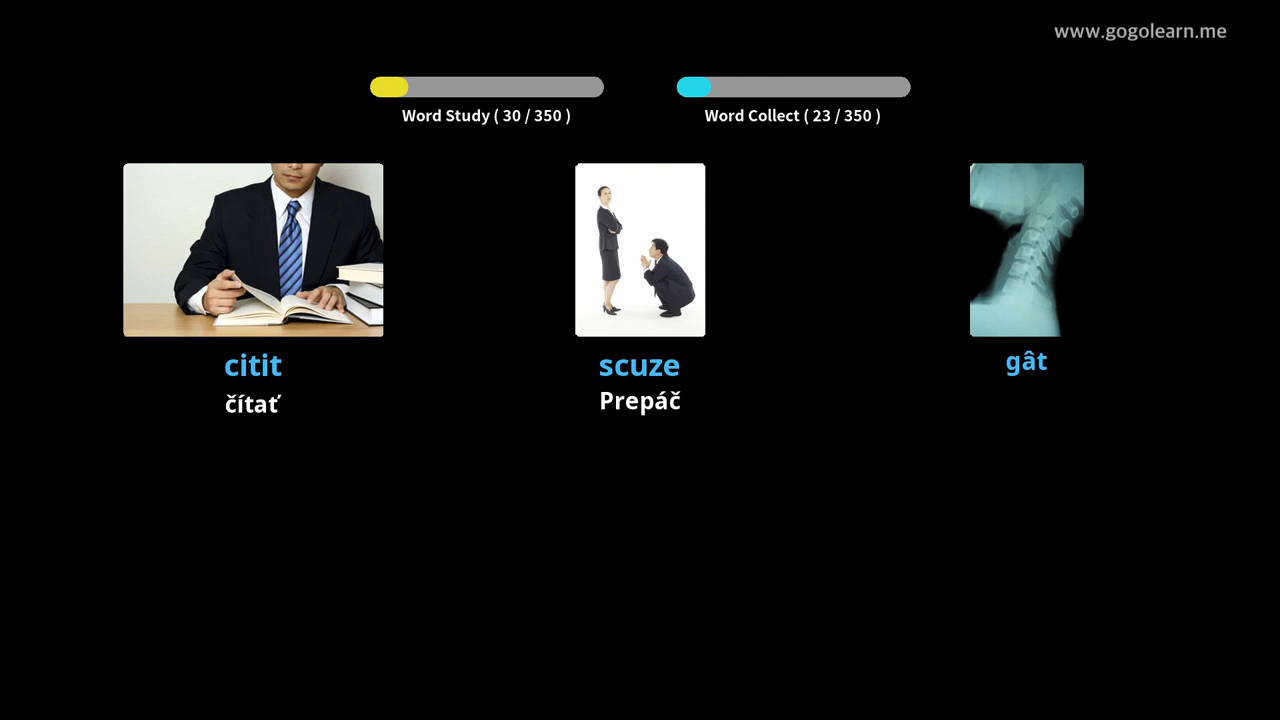 www.gogolearn.me
Word Study ( 30 / 350 )
Word Collect ( 23 / 350 )
citit
scuze
gât
čítať
Prepáč